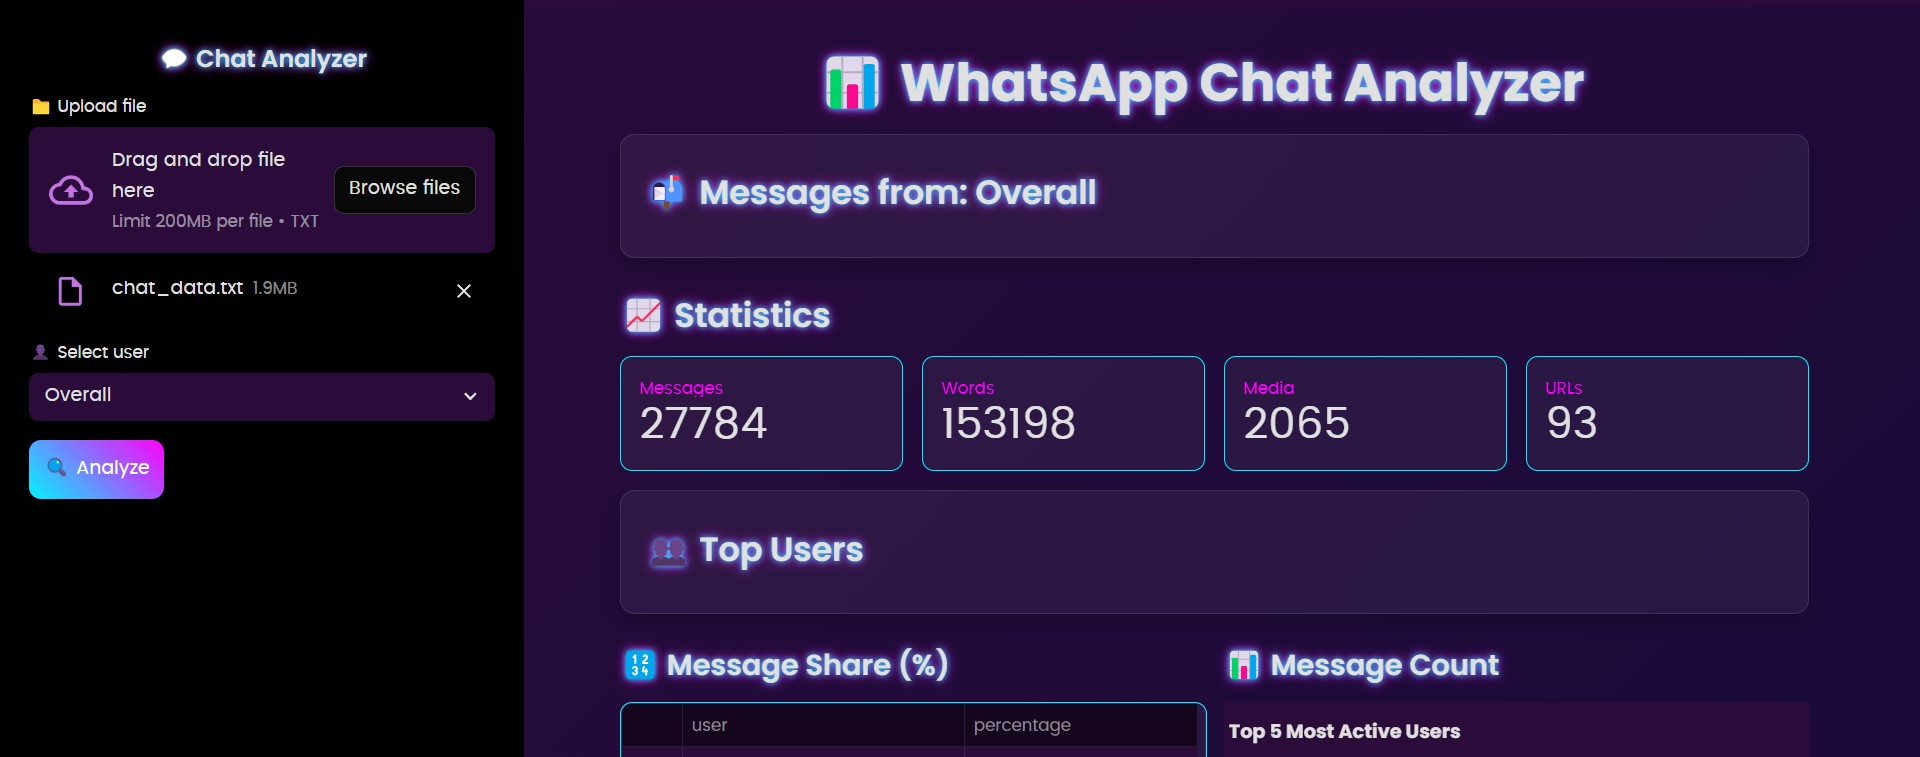 Chat Analyzer
Upload file
Drag and drop file
here
Limit 200MB per file • TXT
Browse files
chat_data.txt 1.9MB
Select user
Overall
Analyze
WhatsApp Chat Analyzer
Messages from: Overall
Statistics
Messages
27784
Words
153198
Media
2065
URLs
93
Top Users
Message Share (%)
user percentage
Message Count
Top 5 Most Active Users